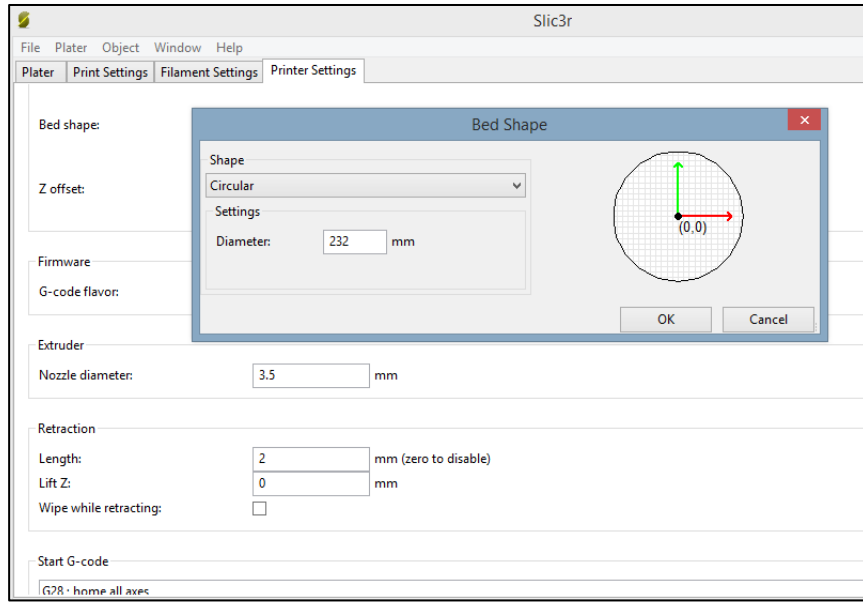 Slic3r
File Plater Object Window Help
Plater Print Settings Filament Settings Printer Settings
Bed shape:
Bed Shape
Shape
Circular
Settings
Diameter: 232 mm
(0,0)
OK Cancel
Z offset:
Firmware
G-code flavor:
Extruder
Nozzle diameter: 3.5 mm
Retraction
Length: 2 mm (zero to disable)
Lift Z: 0 mm
Wipe while retracting:
Start G-code
G28 ; home all axes